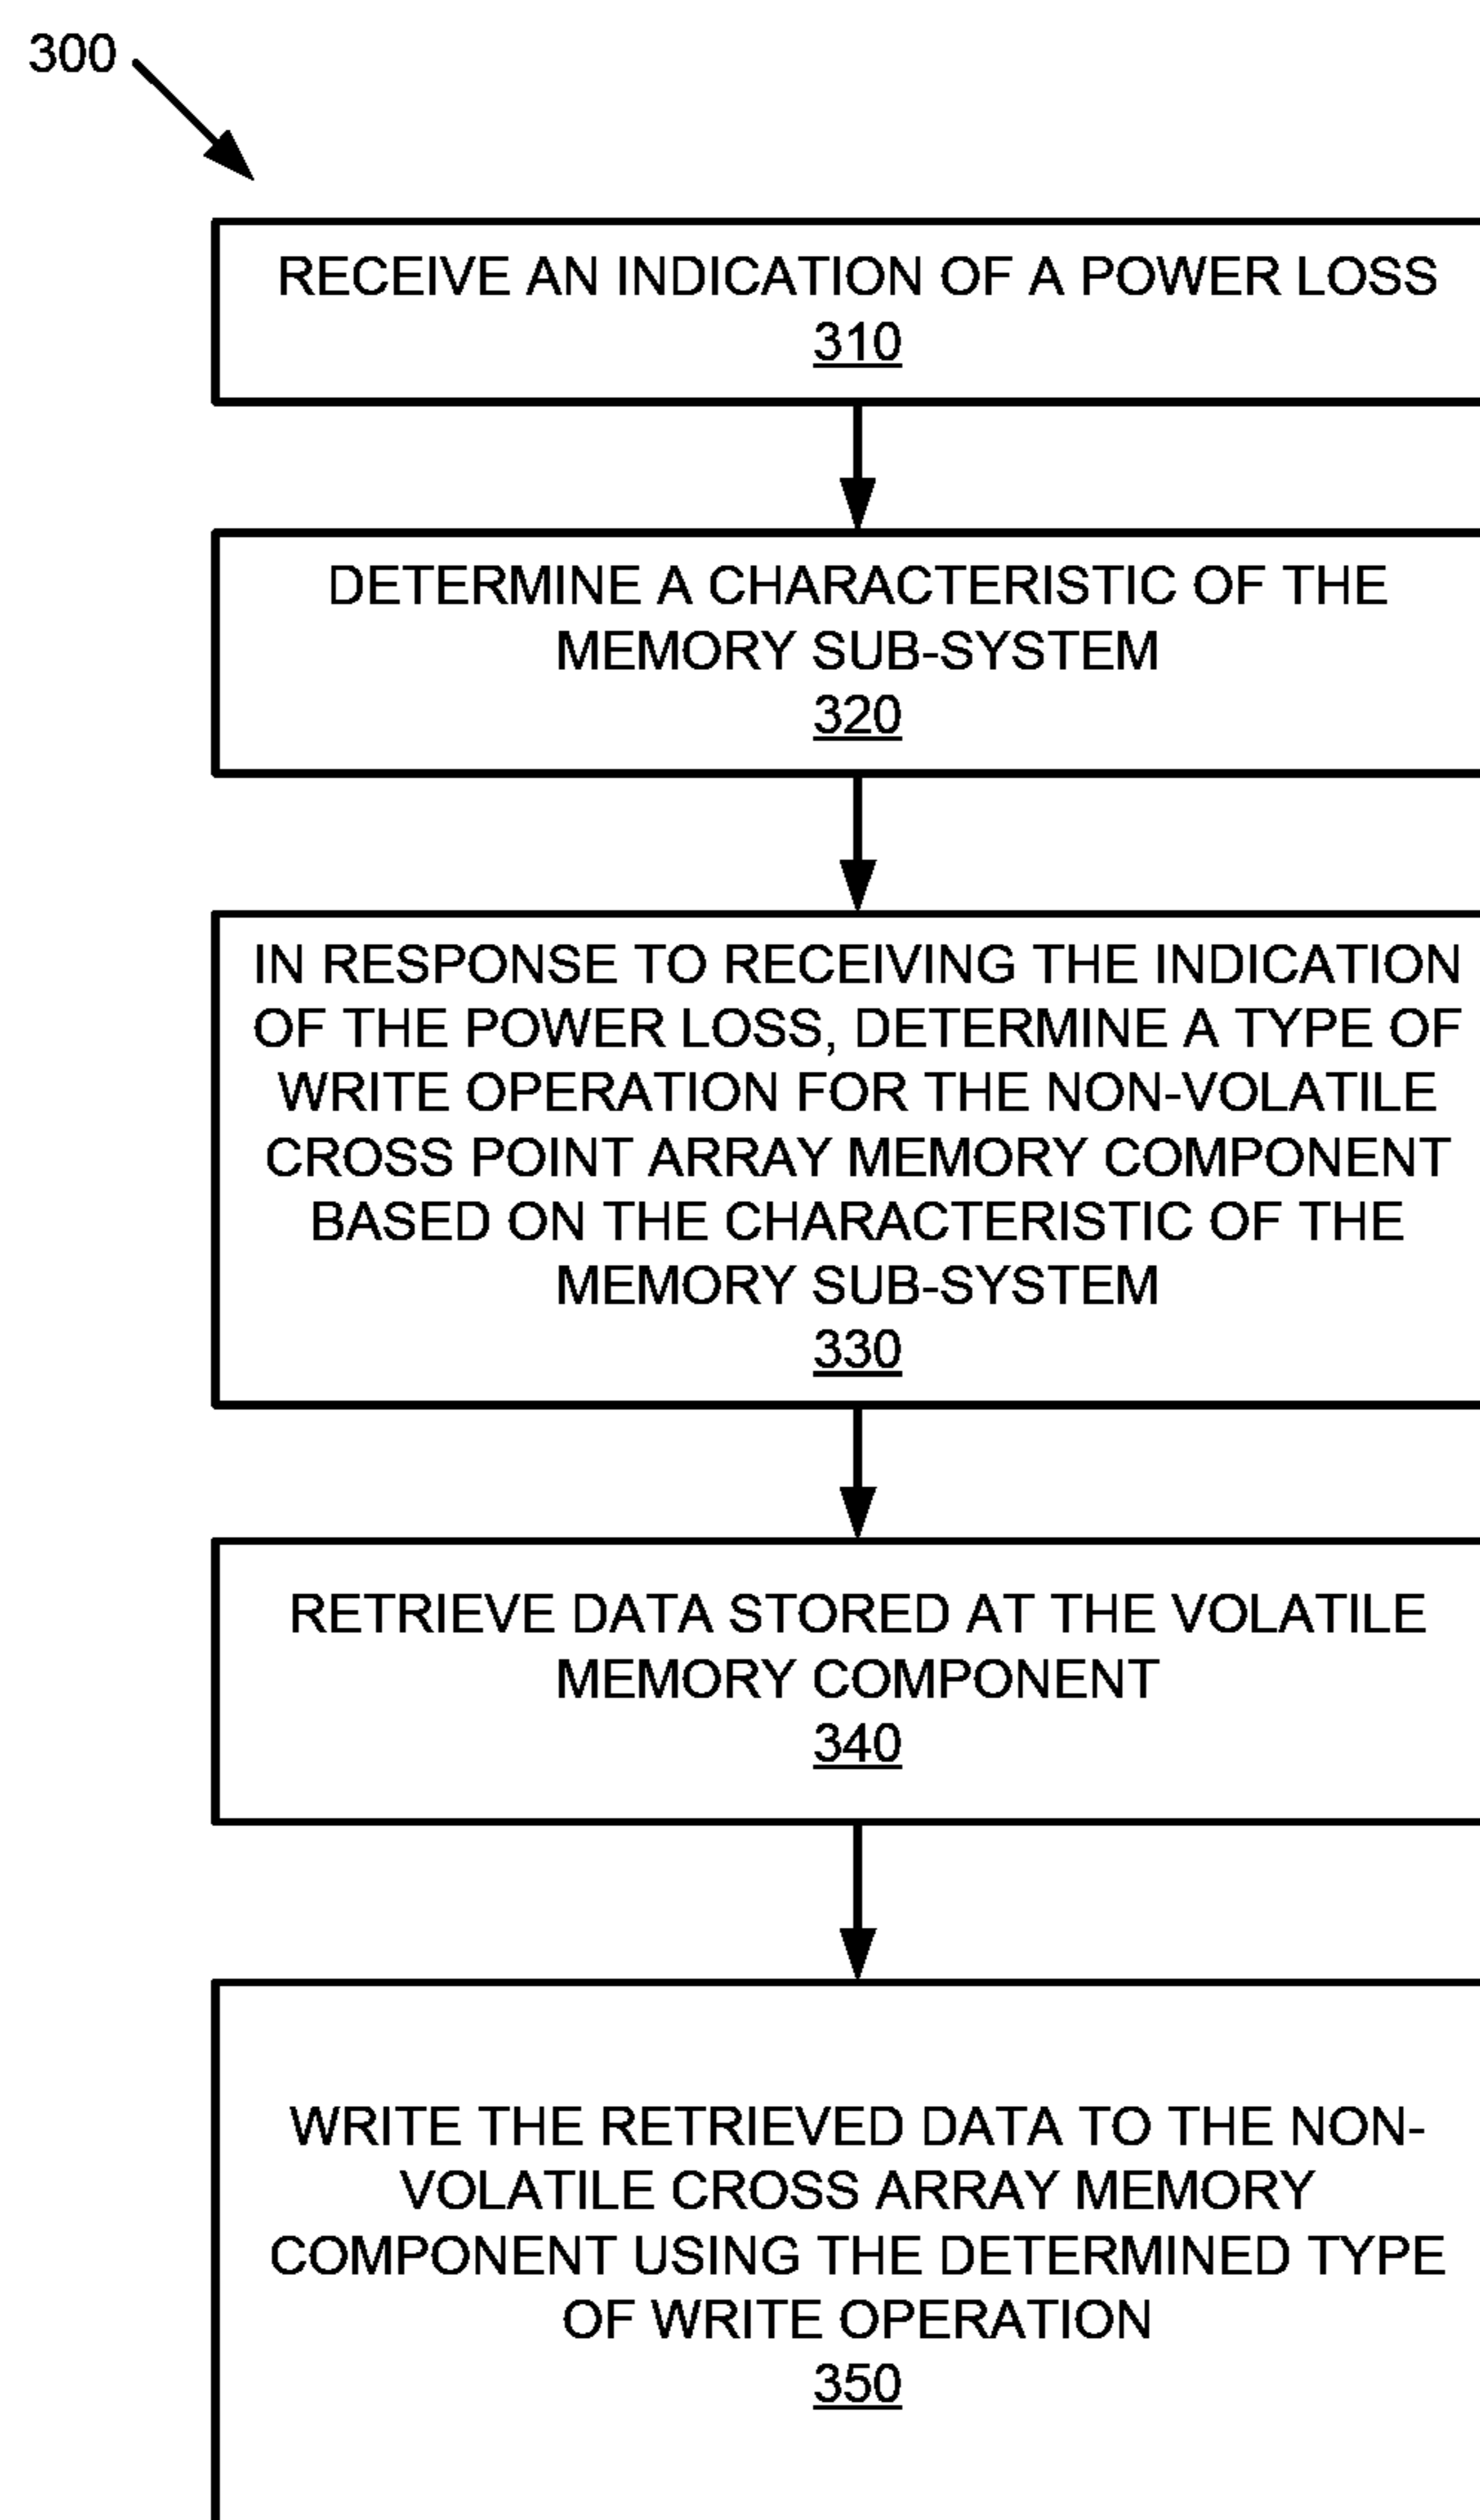 300
RECEIVE AN INDICATION OF A POWER LOSS
310
DETERMINE A CHARACTERISTIC OF THE
MEMORY SUB-SYSTEM
320
IN RESPONSE TO RECEIVING THE INDICATION
OF THE POWER LOSS, DETERMINE A TYPE OF
WRITE OPERATION FOR THE NON-VOLATILE
CROSS POINT ARRAY MEMORY COMPONENT
BASED ON THE CHARACTERISTIC OF THE
MEMORY SUB-SYSTEM
330
RETRIEVE DATA STORED AT THE VOLATILE
MEMORY COMPONENT
340
WRITE THE RETRIEVED DATA TO THE NON-
VOLATILE CROSS ARRAY MEMORY
COMPONENT USING THE DETERMINED TYPE
OF WRITE OPERATION
350